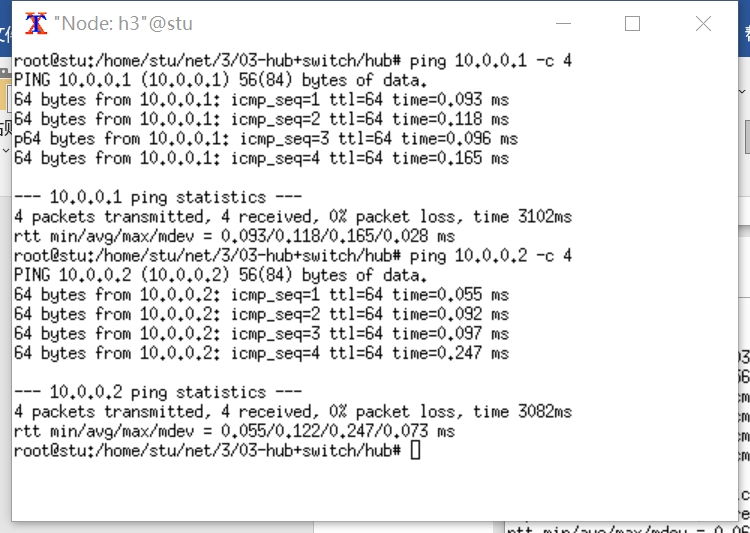 "Node: h3"@stu
root@stu:/home/stu/net/3/03-hub+switch/hub# ping 10.0.0.1 -c 4
PING 10.0.0.1 (10.0.0.1) 56(84) bytes of data.
64 bytes from 10.0.0.1: icmp_seq=1 ttl=64 time=0.093 ms
64 bytes from 10.0.0.1: icmp_seq=2 ttl=64 time=0.118 ms
p64 bytes from 10.0.0.1: icmp_seq=3 ttl=64 time=0.096 ms
64 bytes from 10.0.0.1: icmp_seq=4 ttl=64 time=0.165 ms
--- 10.0.0.1 ping statistics ---
4 packets transmitted, 4 received, 0% packet loss, time 3102ms
rtt min/avg/max/mdev = 0.093/0.118/0.165/0.028 ms
root@stu:/home/stu/net/3/03-hub+switch/hub# ping 10.0.0.2 -c 4
PING 10.0.0.2 (10.0.0.2) 56(84) bytes of data.
64 bytes from 10.0.0.2: icmp_seq=1 ttl=64 time=0.055 ms
64 bytes from 10.0.0.2: icmp_seq=2 ttl=64 time=0.092 ms
64 bytes from 10.0.0.2: icmp_seq=3 ttl=64 time=0.097 ms
64 bytes from 10.0.0.2: icmp_seq=4 ttl=64 time=0.247 ms
--- 10.0.0.2 ping statistics ---
4 packets transmitted, 4 received, 0% packet loss, time 3082ms
rtt min/avg/max/mdev = 0.055/0.122/0.247/0.073 ms
root@stu:/home/stu/net/3/03-hub+switch/hub#